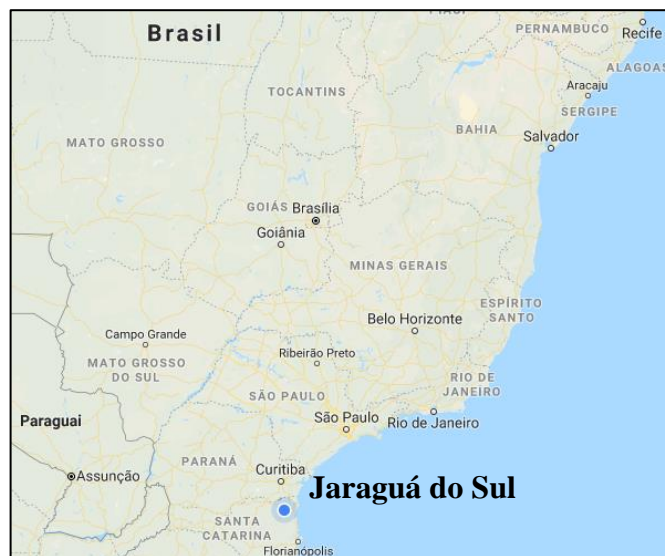 PIAUÍ
Brasil
PERNAMBUCO
Recife
ALAGOAS
Aracaju
SERGIPE
TOCANTINS
BAHIA
MATO GROSSO
Salvador
GOIÁS
Brasília
Goiânia
MINAS GERAIS
ESPÍRITO
SANTO
Belo Horizonte
Campo Grande
Ribeirão Preto
MATO GROSSO
DO SUL
RIO DE
JANEIRO
SÃO PAULO
São Paulo
Rio de Janeiro
Paraguai
PARANÁ
Curitiba
Assunção
Jaraguá do Sul
SANTA
CATARINA
Florianópolis